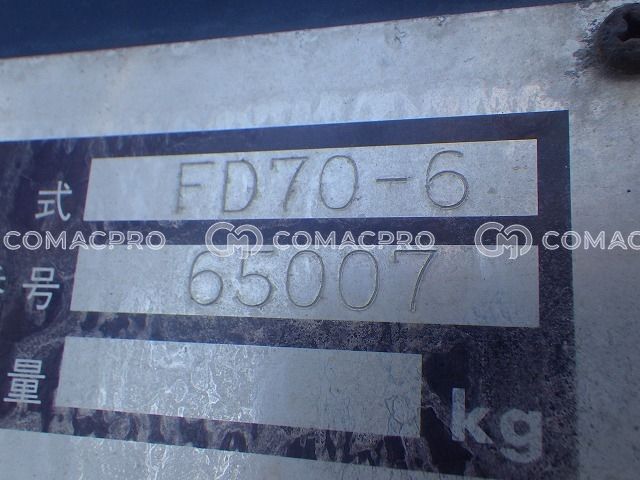 式 FD70-6
COMACPRO COMACPRO COMACPRO
号 65007
量 kg